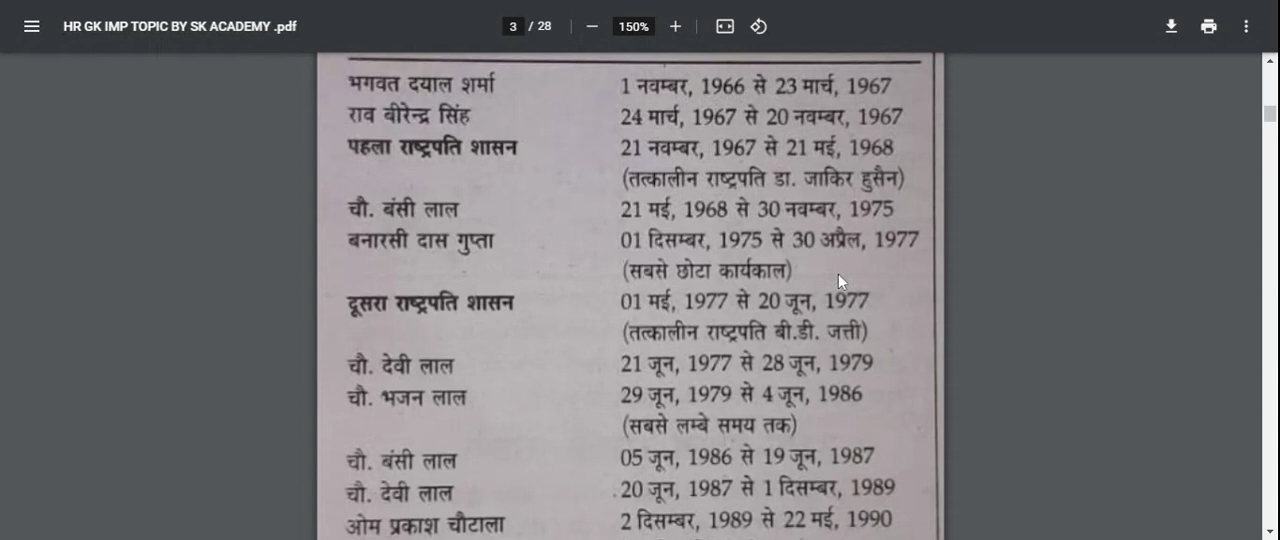 HR GK IMP TOPIC BY SK ACADEMY .pdf 3 / 28 150%
भगवत दयाल शर्मा 1 नवम्बर, 1966 से 23 मार्च, 1967
राव बीरेन्द्र सिंह 24 मार्च, 1967 से 20 नवम्बर, 1967
पहला राष्ट्रपति शासन 21 नवम्बर, 1967 से 21 मई, 1968
(तत्कालीन राष्ट्रपति डा. जाकिर हुसैन)
चौ. बंसी लाल 21 मई, 1968 से 30 नवम्बर, 1975
बनारसी दास गुप्ता 01 दिसम्बर, 1975 से 30 अप्रैल, 1977
(सबसे छोटा कार्यकाल)
दूसरा राष्ट्रपति शासन 01 मई, 1977 से 20 जून, 1977
(तत्कालीन राष्ट्रपति बी.डी. जत्ती)
चौ. देवी लाल 21 जून, 1977 से 28 जून, 1979
चौ. भजन लाल 29 जून, 1979 से 4 जून, 1986
(सबसे लम्बे समय तक)
चौ. बंसी लाल 05 जून, 1986 से 19 जून, 1987
चौ. देवी लाल 20 जून, 1987 से 1 दिसम्बर, 1989
ओम प्रकाश चौटाला 2 दिसम्बर, 1989 से 22 मई, 1990